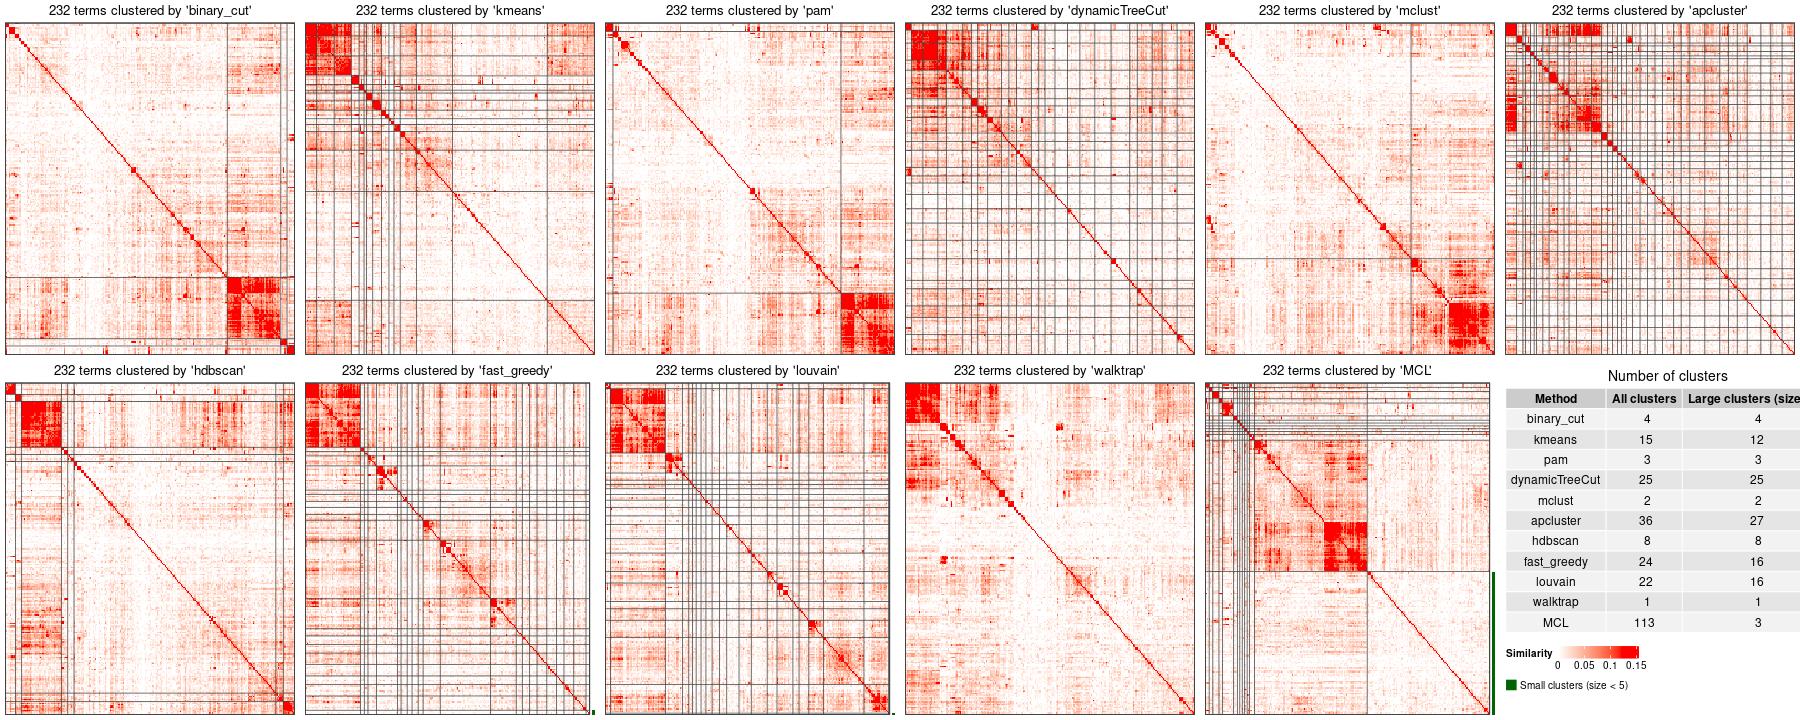 232 terms clustered by 'binary_cut'
232 terms clustered by 'kmeans'
232 terms clustered by 'pam'
232 terms clustered by 'dynamicTreeCut'
232 terms clustered by 'mclust'
232 terms clustered by 'apcluster'
232 terms clustered by 'hdbscan'
232 terms clustered by 'fast_greedy'
232 terms clustered by 'louvain'
232 terms clustered by 'walktrap'
232 terms clustered by 'MCL'
Number of clusters
Method All clusters Large clusters (size
binary_cut 4 4
kmeans 15 12
pam 3 3
dynamicTreeCut 25 25
mclust 2 2
apcluster 36 27
hdbscan 8 8
fast_greedy 24 16
louvain 22 16
walktrap 1 1
MCL 113 3
Similarity
0 0.05 0.1 0.15
Small clusters (size < 5)